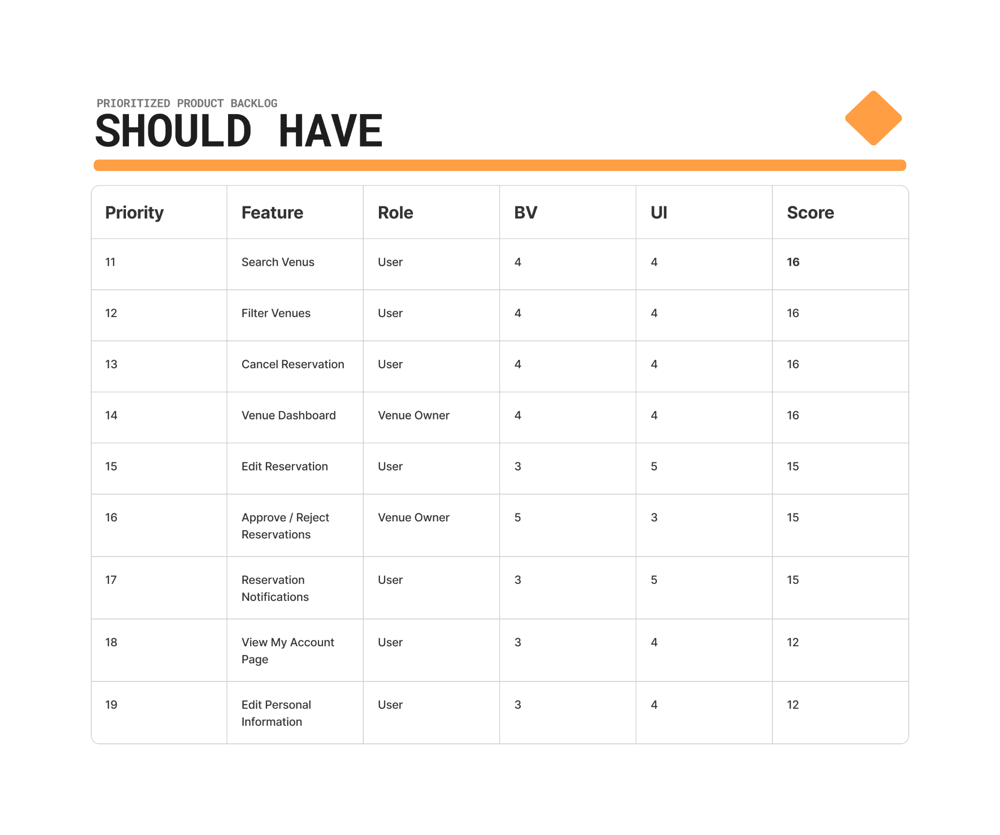 PRIORITIZED PRODUCT BACKLOG
SHOULD HAVE
Priority Feature Role BV UI Score
11 Search Venus User 4 4 16
12 Filter Venues User 4 4 16
13 Cancel Reservation User 4 4 16
14 Venue Dashboard Venue Owner 4 4 16
15 Edit Reservation User 3 5 15
16 Approve / Reject Venue Owner 5 3 15
Reservations
17 Reservation User 3 5 15
Notifications
18 View My Account User 3 4 12
Page
19 Edit Personal User 3 4 12
Information